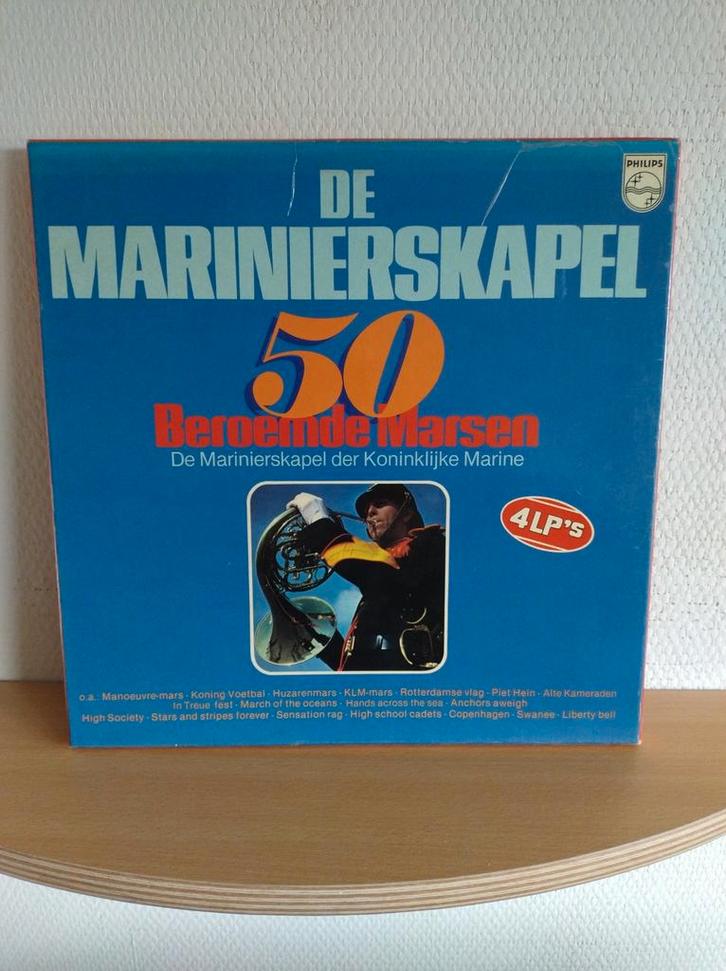 PHILIPS
DE
MARINIERSKAPEL
50
Beroemde Marsen
De Marinierskapel der Koninklijke Marine
4LP's
o.a. Manoeuvre-mars · Koning Voetbal · Huzarenmars · KLM-mars · Rotterdamse vlag · Piet Hein · Alte Kameraden
In Treue fest · March of the oceans · Hands across the sea · Anchors aweigh
High Society · Stars and stripes forever · Sensation rag · High school cadets · Copenhagen · Swanee · Liberty bell